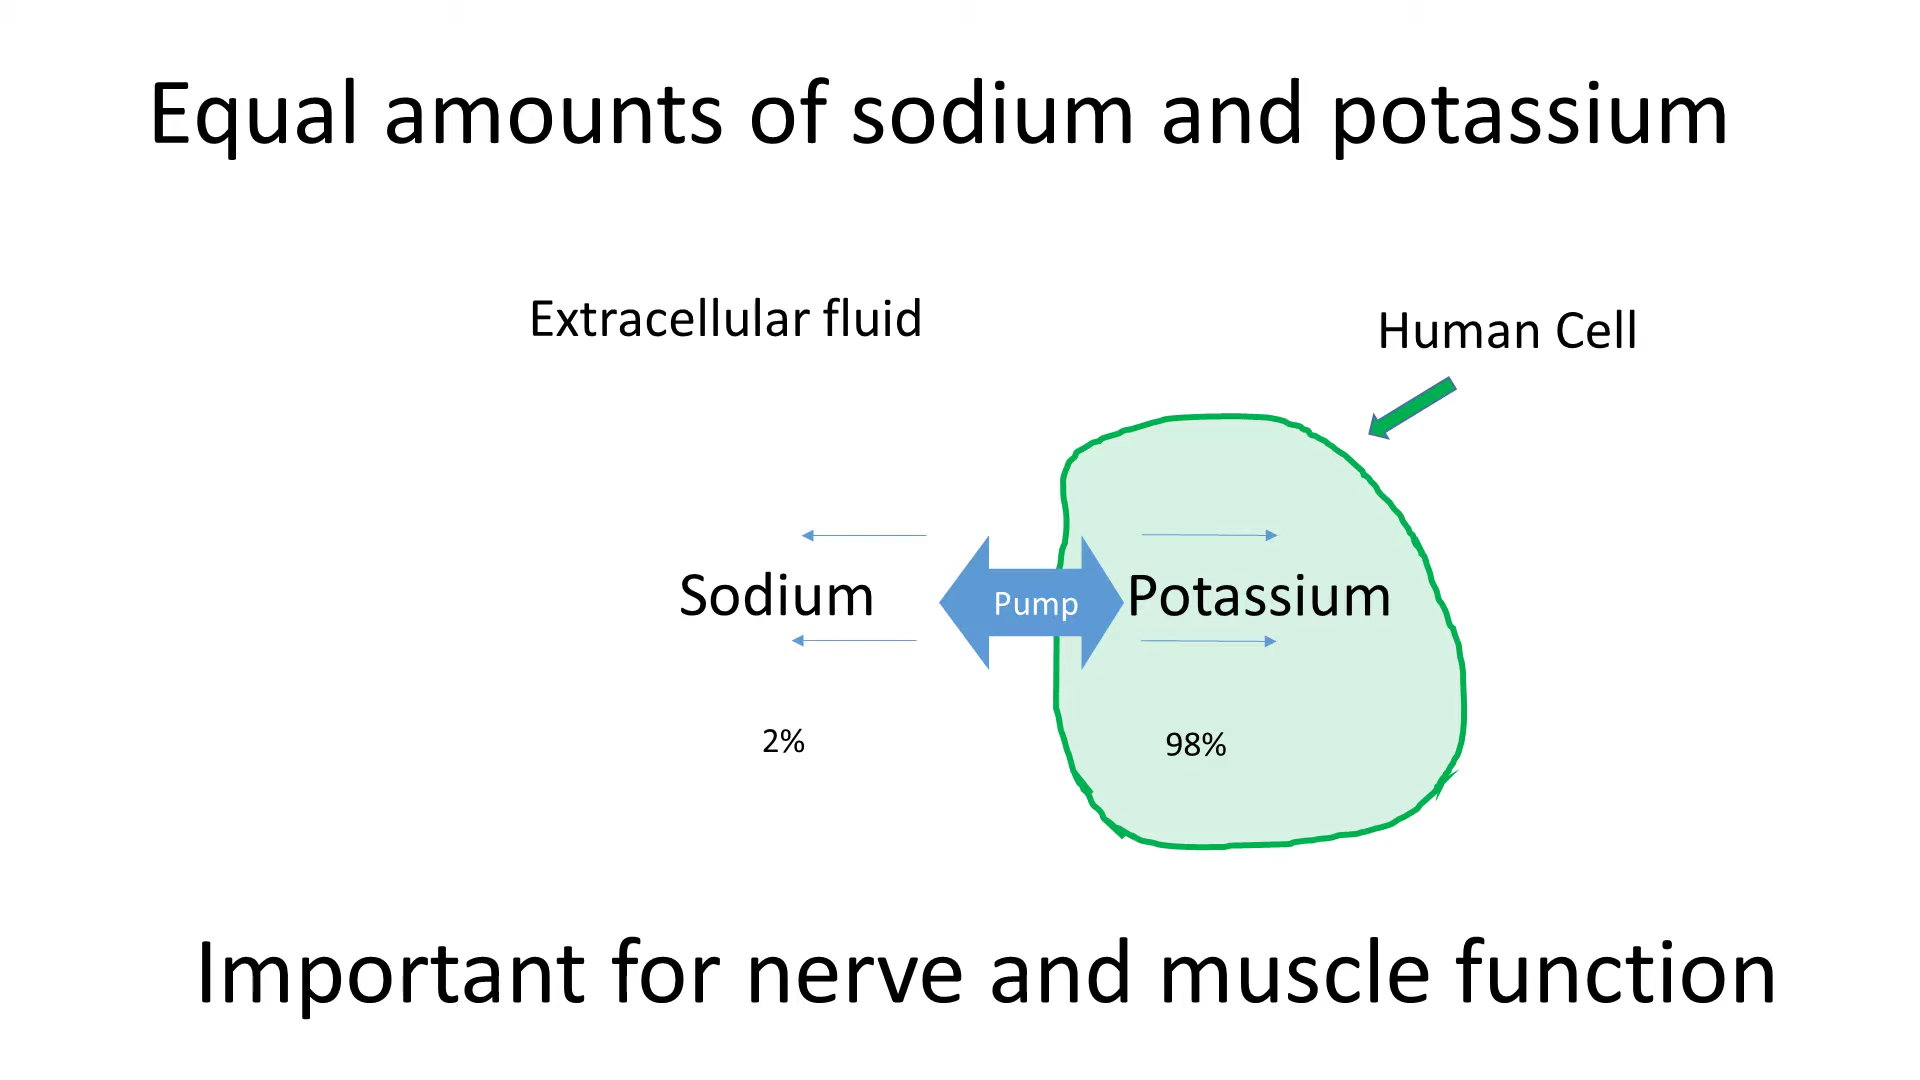 Equal amounts of sodium and potassium
Extracellular fluid
Human Cell
Sodium
Pump
Potassium
2%
98%
Important for nerve and muscle function